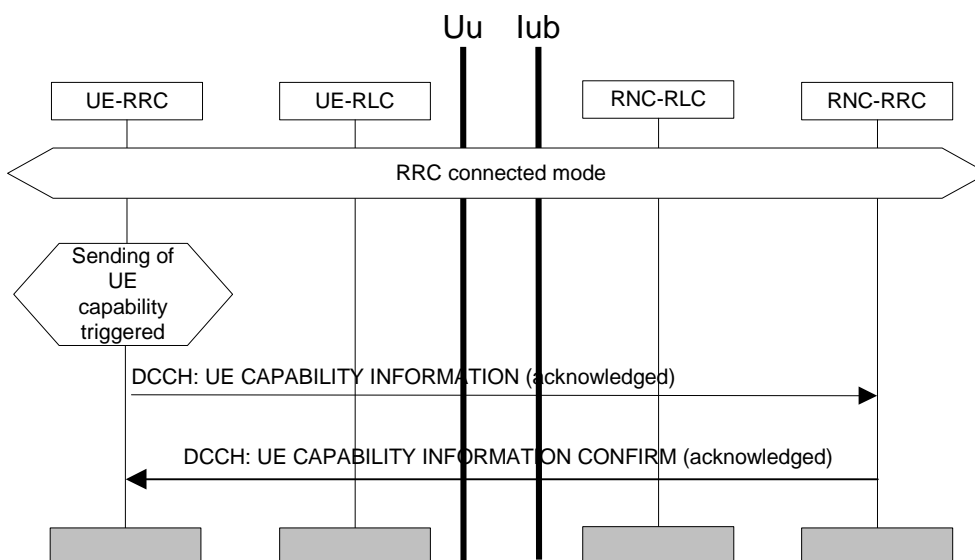 Uu
Iub
UE-RRC
UE-RLC
RNC-RLC
RNC-RRC
RRC connected mode
Sending of
UE
capability
triggered
DCCH: UE CAPABILITY INFORMATION (acknowledged)
DCCH: UE CAPABILITY INFORMATION CONFIRM (acknowledged)